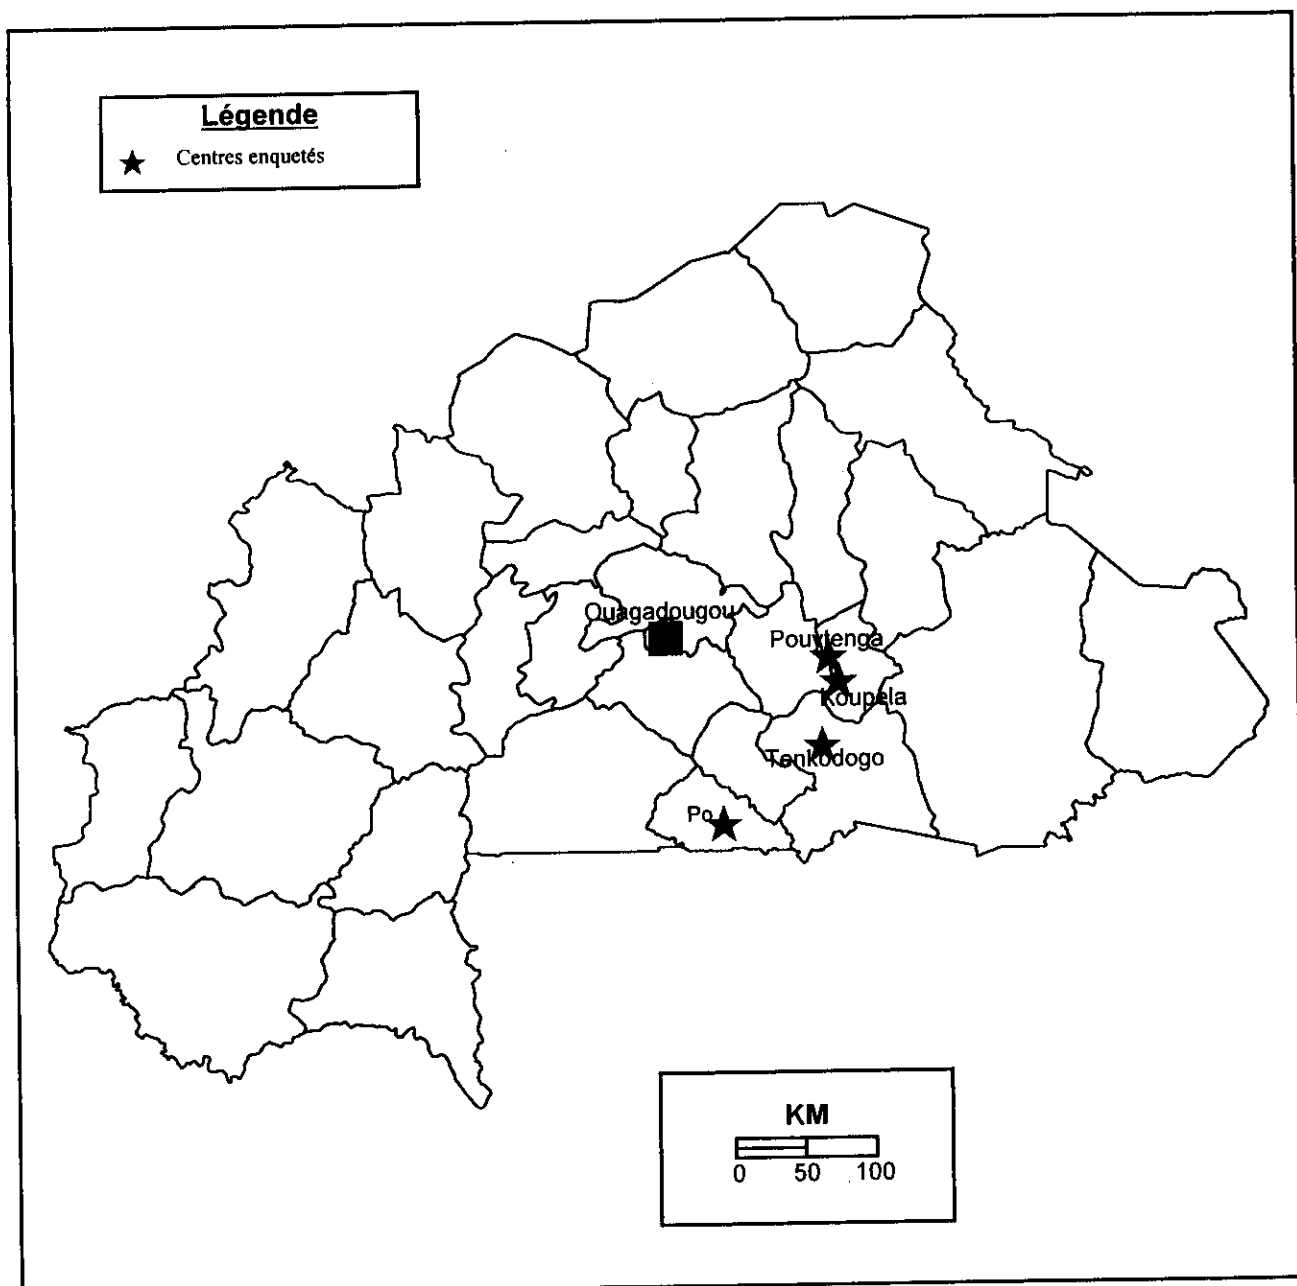 Légende
Centres enquetés
Ouagadougou
Pouytenga
Koupela
Tenkodogo
Po
KM
0 50 100